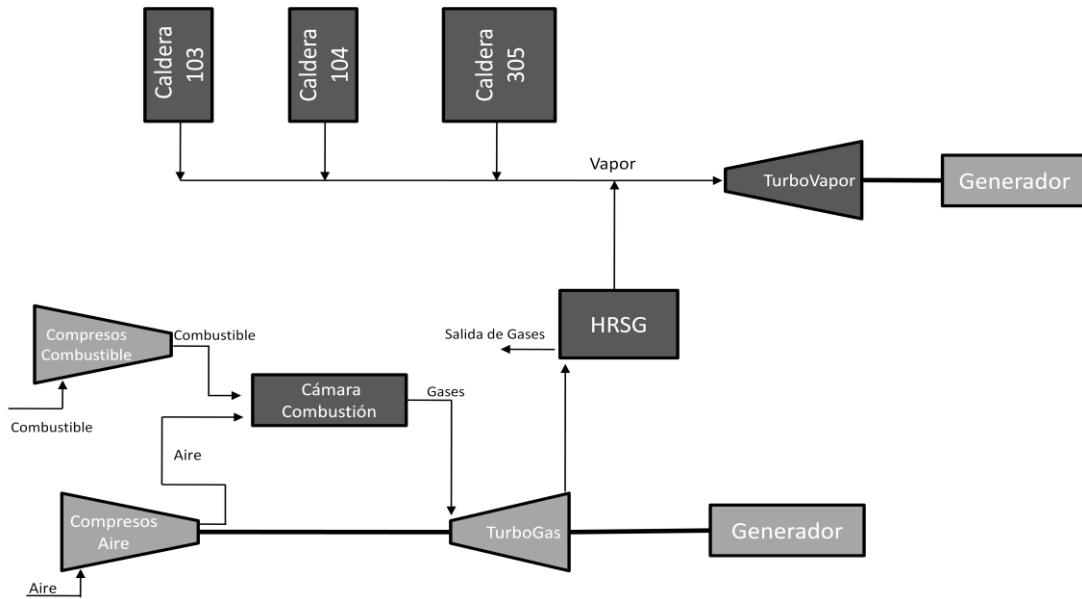 Caldera
103
Caldera
104
Caldera
305
Vapor
TurboVapor
Generador
HRSG
Salida de Gases
Compresos
Combustible
Combustible
Combustible
Cámara
Combustión
Gases
Aire
Compresos
Aire
Aire
TurboGas
Generador